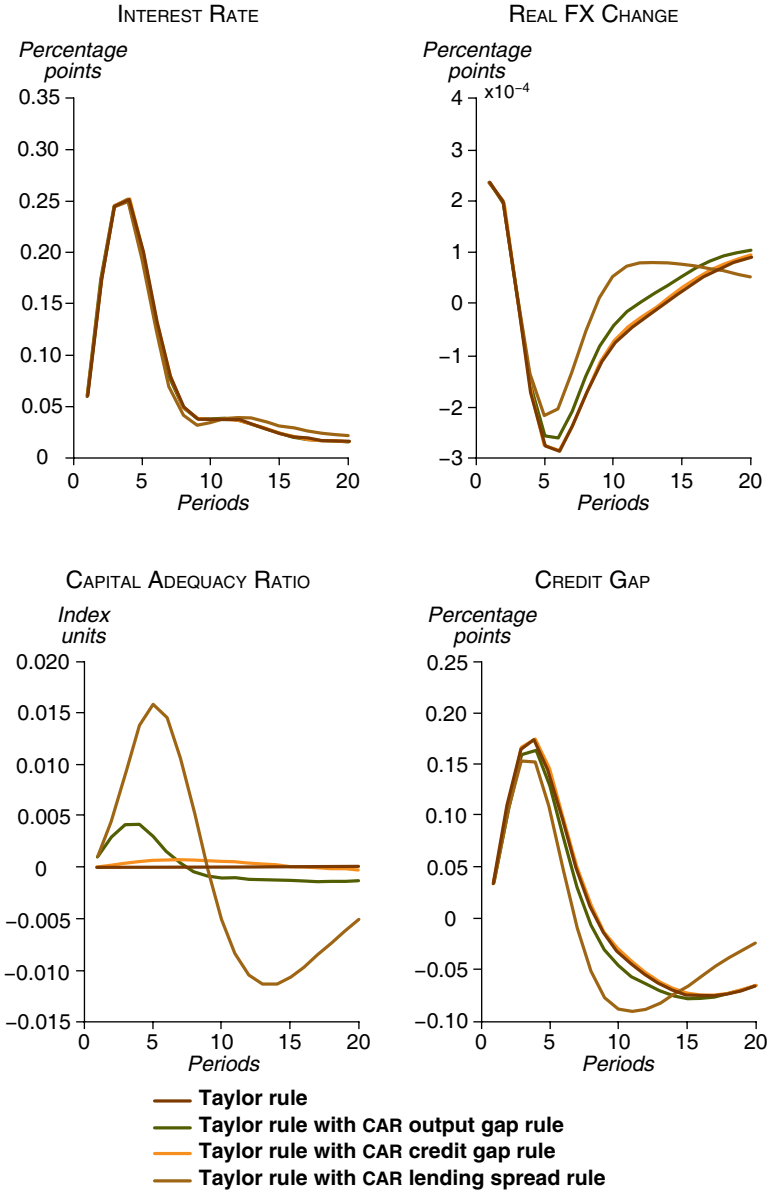 INTEREST RATE
Percentage
points
0.35
0.30
0.25
0.20
0.15
0.10
0.05
0
0 5 10 15 20
Periods
REAL FX CHANGE
Percentage
points
x10−4
4
3
2
1
0
−1
−2
−3
0 5 10 15 20
Periods
CAPITAL ADEQUACY RATIO
Index
units
0.020
0.015
0.010
0.005
0
−0.005
−0.010
−0.015
0 5 10 15 20
Periods
CREDIT GAP
Percentage
points
0.25
0.20
0.15
0.10
0.05
0
−0.05
−0.10
0 5 10 15 20
Periods
Taylor rule
Taylor rule with CAR output gap rule
Taylor rule with CAR credit gap rule
Taylor rule with CAR lending spread rule